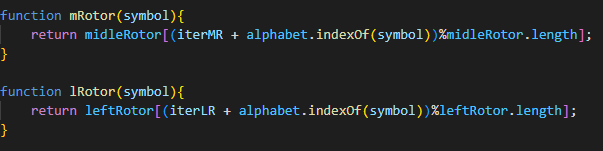 function mRotor(symbol){
return midleRotor[(iterMR + alphabet.indexOf(symbol))%midleRotor.length];
}
function lRotor(symbol){
return leftRotor[(iterLR + alphabet.indexOf(symbol))%leftRotor.length];
}